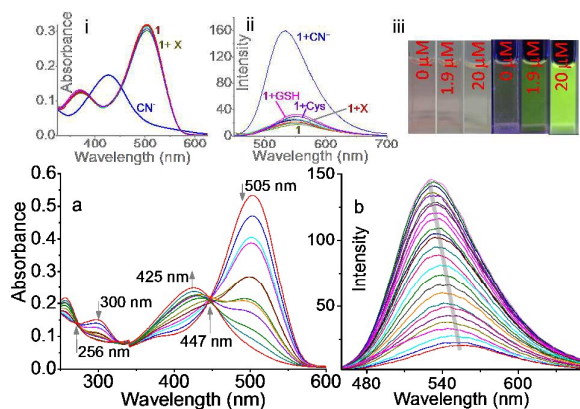 i
Absorbance
0.3
0.2
0.1
0.0
1
1+ X
CN⁻
400 500 600
Wavelength (nm)
ii
Intensity
160
140
120
100
80
60
40
20
0
1+CN⁻
1+GSH
1+Cys
1+X
1
500 600 700
Wavelength (nm)
iii
0 µM
1.9 µM
20 µM
0 µM
1.9 µM
20 µM
a
Absorbance
0.6
0.5
0.4
0.3
0.2
0.1
0.0
505 nm
425 nm
300 nm
256 nm
447 nm
300 400 500 600
Wavelength (nm)
b
Intensity
150
125
100
75
50
25
0
480 540 600
Wavelength (nm)